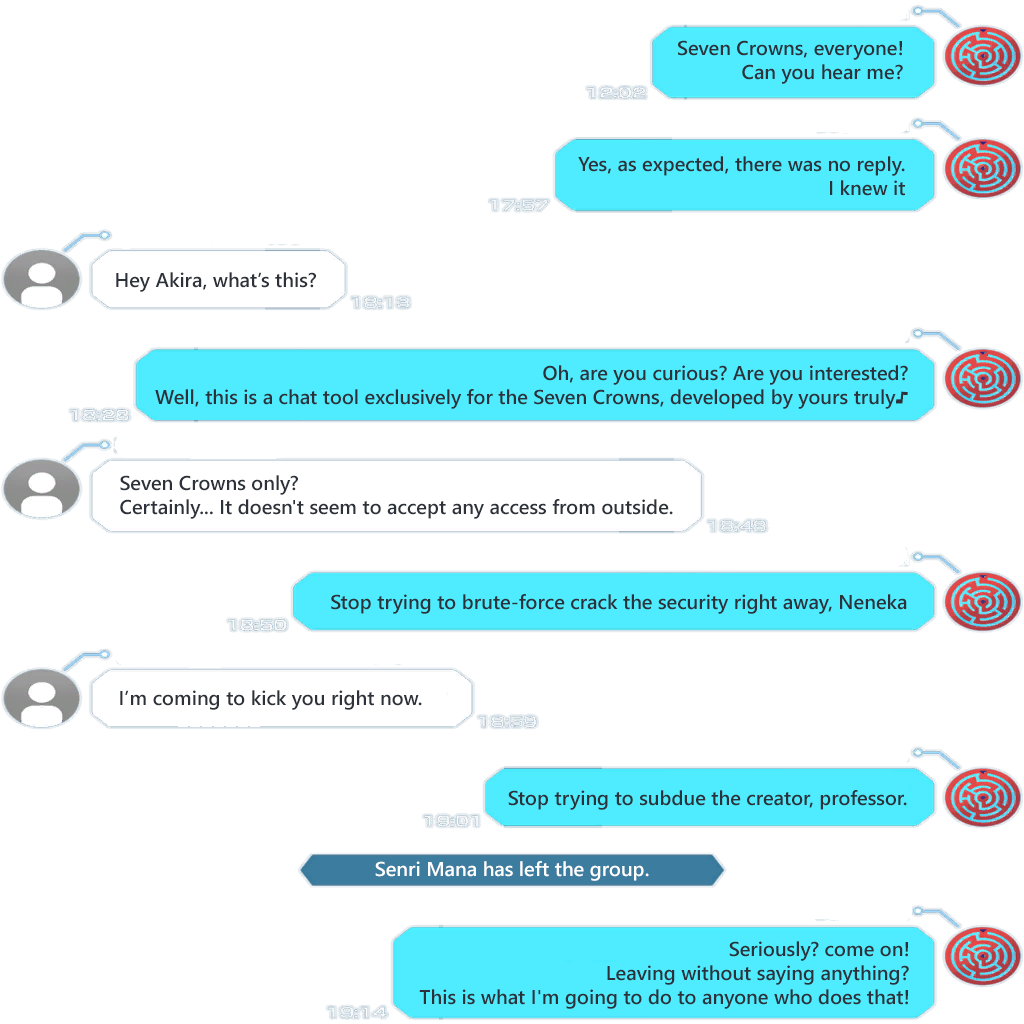 Seven Crowns, everyone!
Can you hear me?
12:02
Yes, as expected, there was no reply.
I knew it
17:57
Hey Akira, what’s this?
18:19
Oh, are you curious? Are you interested?
Well, this is a chat tool exclusively for the Seven Crowns, developed by yours truly♪
18:23
Seven Crowns only?
Certainly... It doesn't seem to accept any access from outside.
18:48
Stop trying to brute-force crack the security right away, Neneka
18:50
I’m coming to kick you right now.
18:59
Stop trying to subdue the creator, professor.
19:01
Senri Mana has left the group.
Seriously? come on!
Leaving without saying anything?
This is what I'm going to do to anyone who does that!
19:14